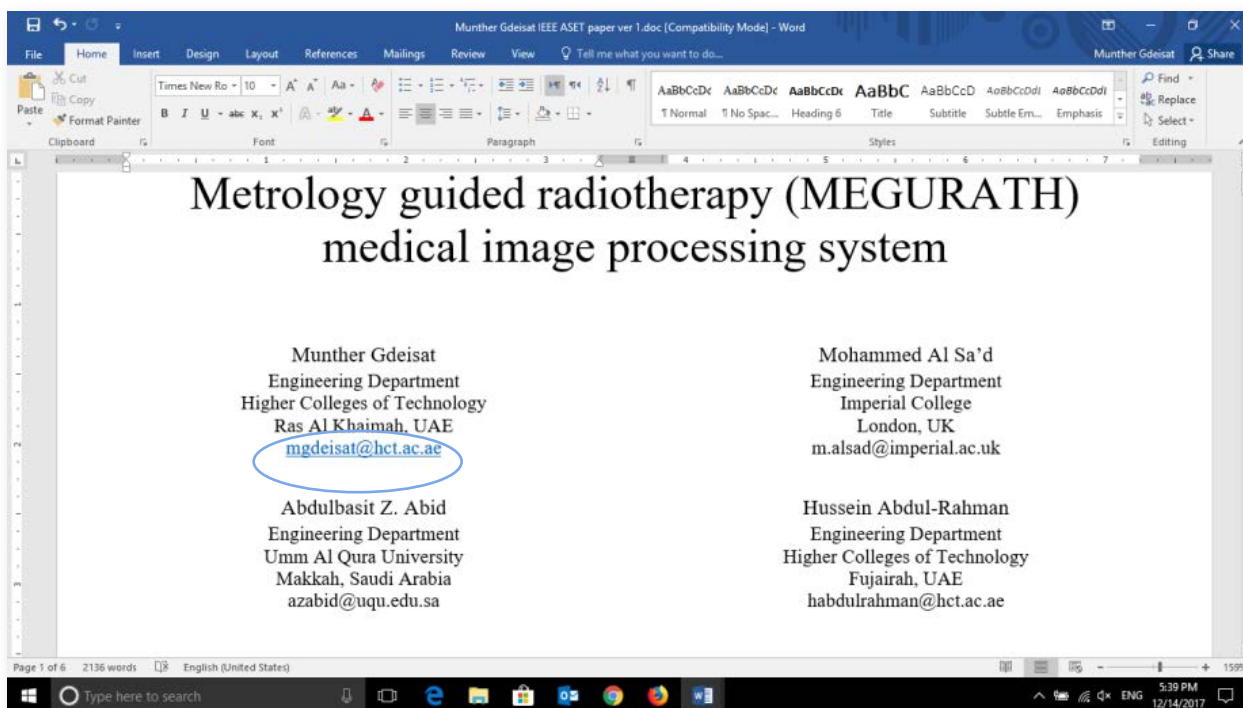 Munther Gdeisat IEEE ASET paper ver 1.doc [Compatibility Mode] - Word
File Home Insert Design Layout References Mailings Review View Tell me what you want to do... Munther Gdeisat Share
Cut
Copy
Format Painter
Paste
Times New Ro 10
AaBbCcDc AaBbCcDc AaBbCcDc AaBbC AaBbCcD AaBbCcDdI AaBbCcDdI
¶ Normal ¶ No Spac... Heading 6 Title Subtitle Subtle Em... Emphasis
Find
Replace
Select
Clipboard Font Paragraph Styles Editing
1 2 3 4 5 6 7
Metrology guided radiotherapy (MEGURATH)
medical image processing system
Munther Gdeisat
Engineering Department
Higher Colleges of Technology
Ras Al Khaimah, UAE
mgdeisat@hct.ac.ae
Mohammed Al Sa’d
Engineering Department
Imperial College
London, UK
m.alsad@imperial.ac.uk
Abdulbasit Z. Abid
Engineering Department
Umm Al Qura University
Makkah, Saudi Arabia
azabid@uqu.edu.sa
Hussein Abdul-Rahman
Engineering Department
Higher Colleges of Technology
Fujairah, UAE
habdulrahman@hct.ac.ae
Page 1 of 6 2136 words English (United States)
Type here to search
ENG
5:39 PM
12/14/2017